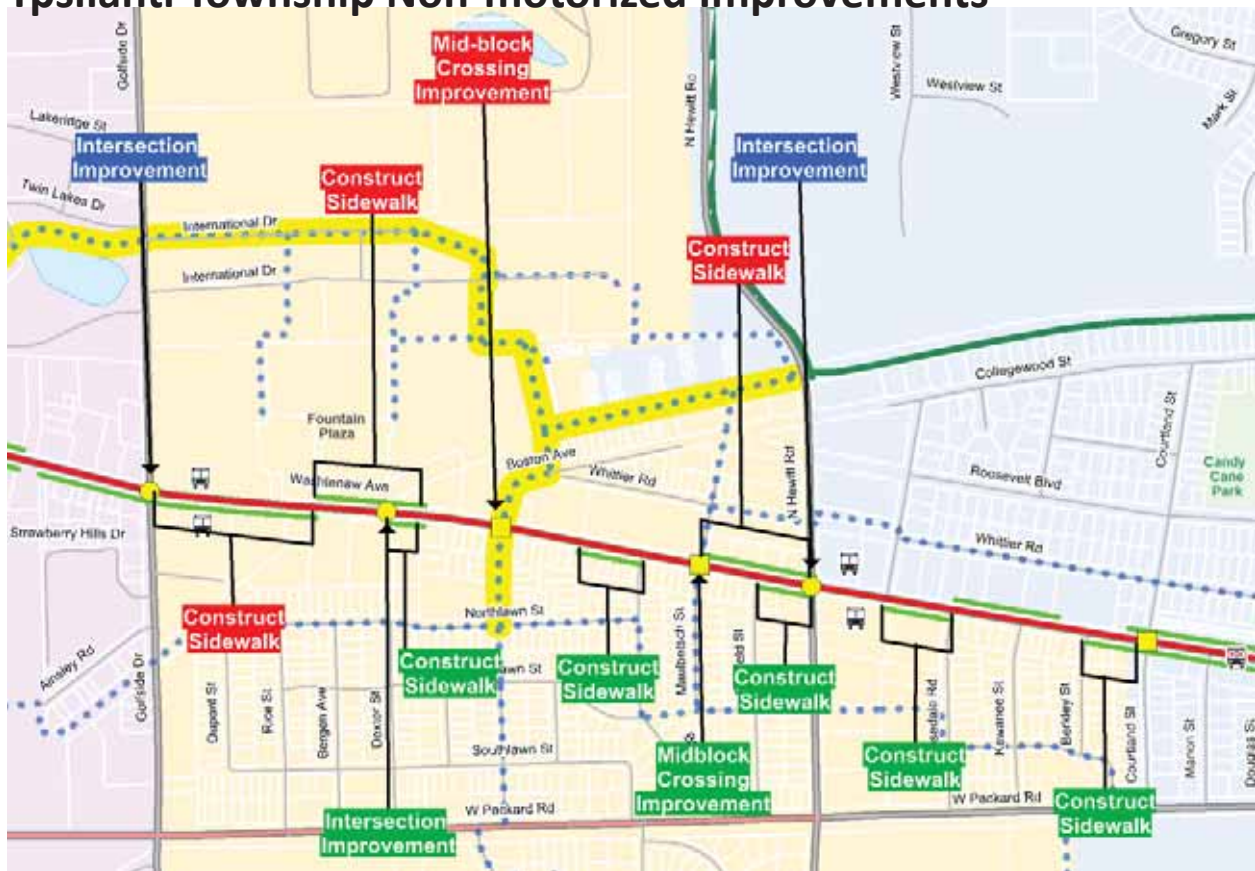 Ypsilanti Township Non-motorized Improvements
Golfside Dr
Mid-block
Crossing
Improvement
N Hewitt Rd
Westview St
Westview St
Gregory St
Mark St
Lakeridge St
Intersection
Improvement
Intersection
Improvement
Construct
Sidewalk
Twin Lakes Dr
International Dr
Construct
Sidewalk
International Dr
Collegewood St
Courtland St
Fountain
Plaza
Boston Ave
Whittier Rd
N Hewitt Rd
Roosevelt Blvd
Candy
Cane
Park
Washtenaw Ave
Strawberry Hills Dr
Whittier Rd
Construct
Sidewalk
Northlawn St
Ainsley Rd
Golfside Dr
Construct
Sidewalk
Construct
Sidewalk
Maulbetsch St
Construct
Sidewalk
Dupont St
Rice St
Bergen Ave
Dexter St
Southlawn St
Midblock
Crossing
Improvement
Construct
Sidewalk
Kewanee St
Berkley St
Courtland St
Marion St
Douglas St
W Packard Rd
W Packard Rd
Intersection
Improvement
Construct
Sidewalk